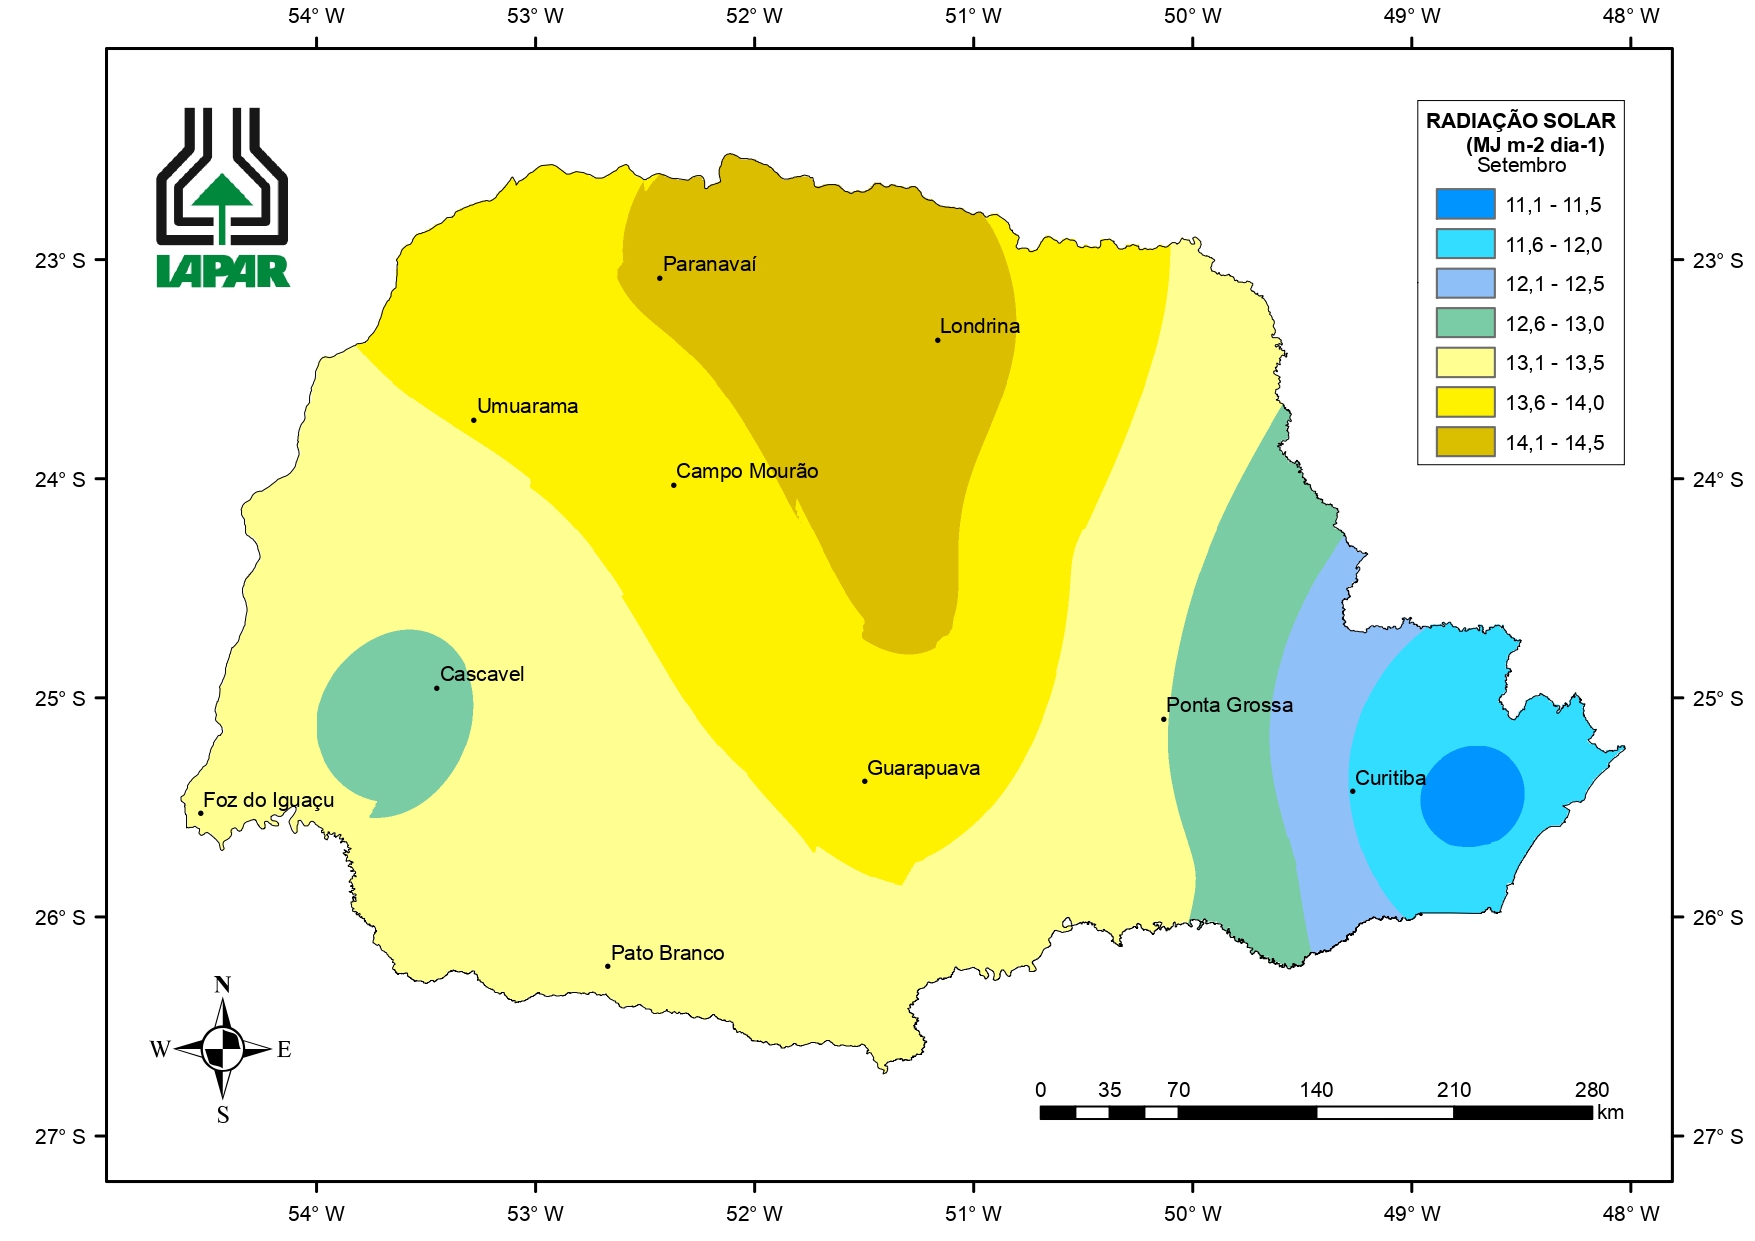 54° W 53° W 52° W 51° W 50° W 49° W 48° W
IAPAR
RADIAÇÃO SOLAR
(MJ m-2 dia-1)
Setembro
11,1 - 11,5
11,6 - 12,0
12,1 - 12,5
12,6 - 13,0
13,1 - 13,5
13,6 - 14,0
14,1 - 14,5
23° S 23° S
Paranavaí
Londrina
Umuarama
Campo Mourão
24° S 24° S
Cascavel
25° S 25° S
Ponta Grossa
Guarapuava
Curitiba
Foz do Iguaçu
26° S 26° S
Pato Branco
N
W E
S
0 35 70 140 210 280
km
27° S 27° S
54° W 53° W 52° W 51° W 50° W 49° W 48° W